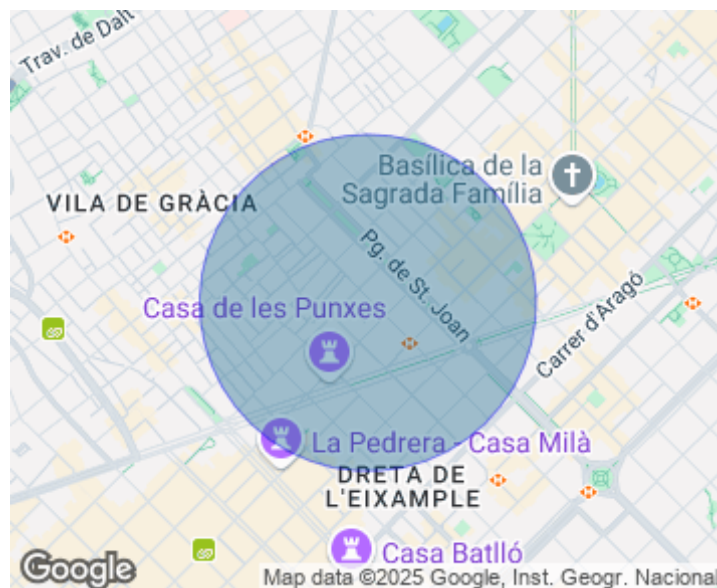 Trav. de Dalt
Basílica de la
Sagrada Família
VILA DE GRÀCIA
Pg. de St. Joan
Casa de les Punxes
Carrer d'Aragó
La Pedrera - Casa Milà
DRETA DE
L'EIXAMPLE
Casa Batlló
Google
Map data ©2025 Google, Inst. Geogr. Nacional